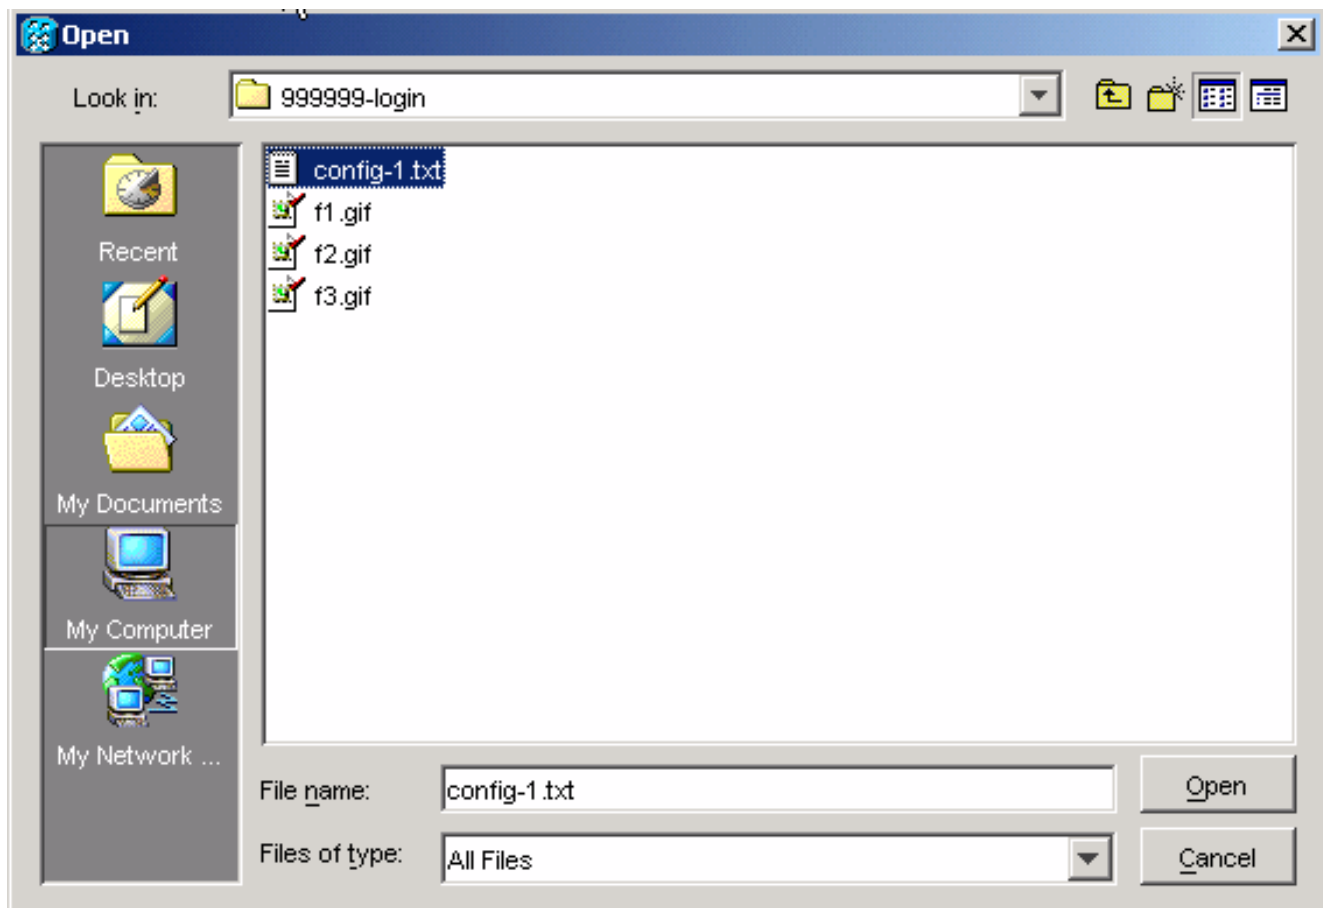 Open
Look in:
999999-login
config-1.txt
f1.gif
f2.gif
f3.gif
Recent
Desktop
My Documents
My Computer
My Network ...
File name:
config-1.txt
Open
Files of type:
All Files
Cancel